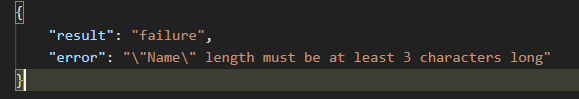 {
"result": "failure",
"error": "\"Name\" length must be at least 3 characters long"
}